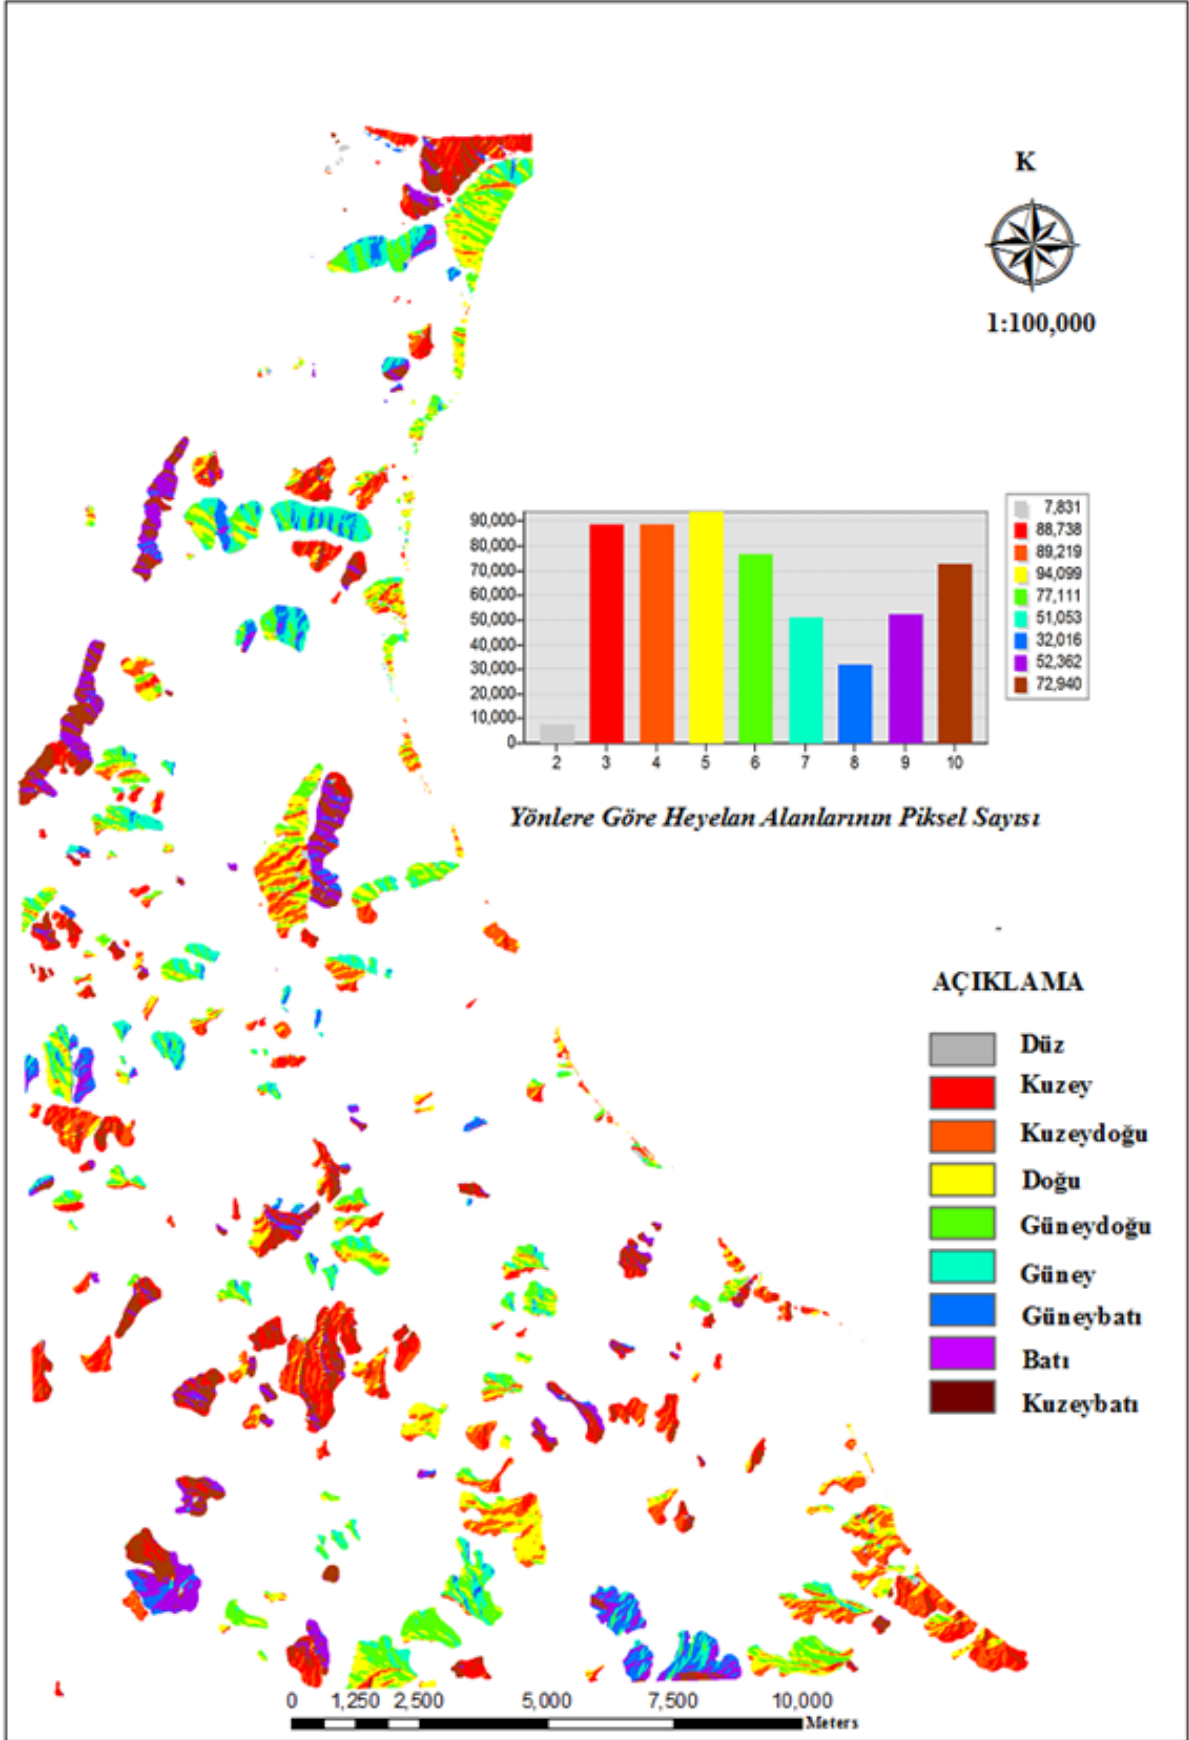 K
1:100,000
90,000
80,000
70,000
60,000
50,000
40,000
30,000
20,000
10,000
0
2 3 4 5 6 7 8 9 10
7,831
88,738
89,219
94,099
77,111
51,053
32,016
52,362
72,940
Yönlere Göre Heyelan Alanlarının Piksel Sayısı
-
AÇIKLAMA
Düz
Kuzey
Kuzeydoğu
Doğu
Güneydoğu
Güney
Güneybatı
Batı
Kuzeybatı
0 1,250 2,500 5,000 7,500 10,000
Meters